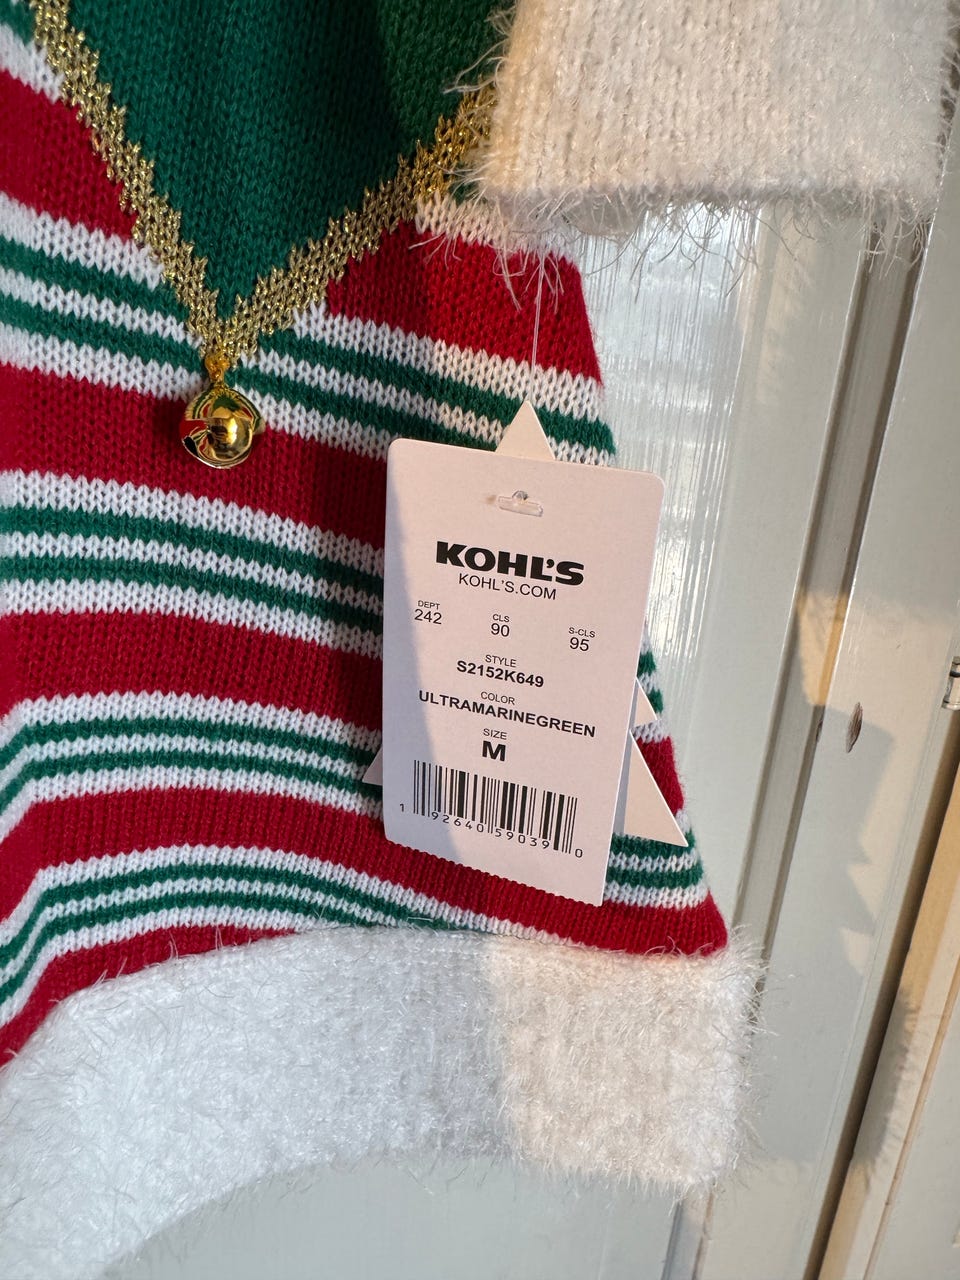 KOHL'S
KOHL'S.COM
DEPT CLS S-CLS
242 90 95
STYLE
S2152K649
COLOR
ULTRAMARINEGREEN
SIZE
M
1 92640 59039 0